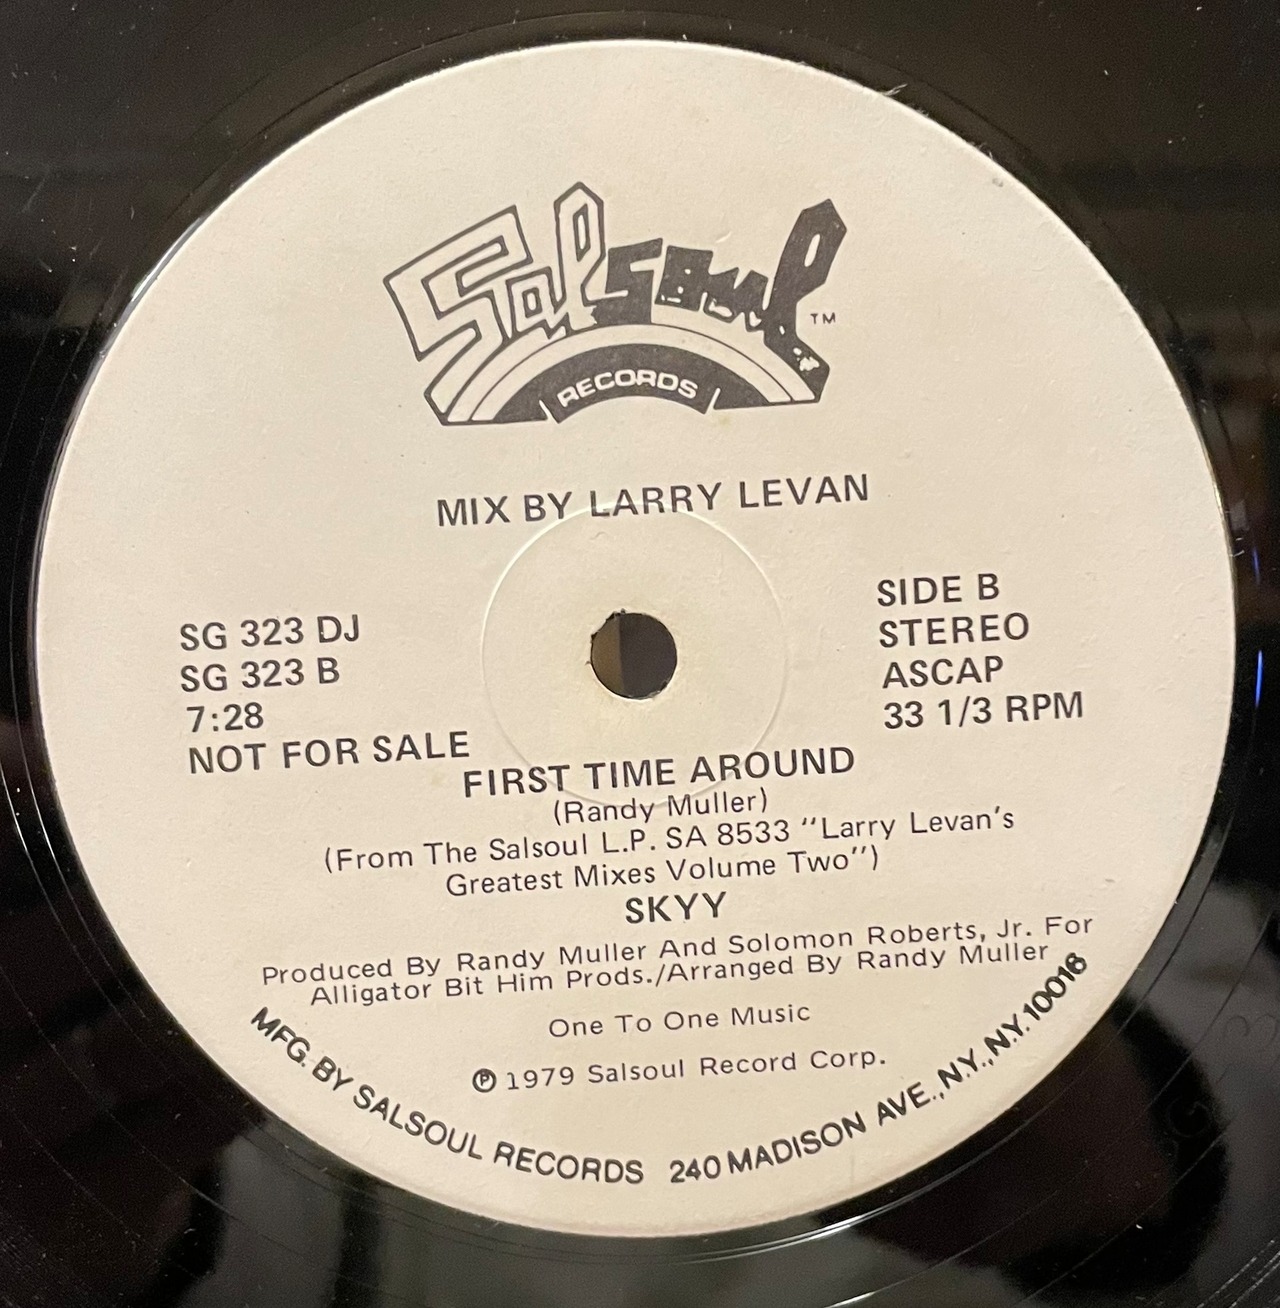 Salsoul TM
RECORDS
MIX BY LARRY LEVAN
SG 323 DJ
SG 323 B
7:28
NOT FOR SALE
SIDE B
STEREO
ASCAP
33 1/3 RPM
FIRST TIME AROUND
(Randy Muller)
(From The Salsoul L.P. SA 8533 "Larry Levan's
Greatest Mixes Volume Two")
SKYY
Produced By Randy Muller And Solomon Roberts, Jr. For
Alligator Bit Him Prods./Arranged By Randy Muller
One To One Music
℗ 1979 Salsoul Record Corp.
MFG. BY SALSOUL RECORDS 240 MADISON AVE., N.Y., N.Y. 10016